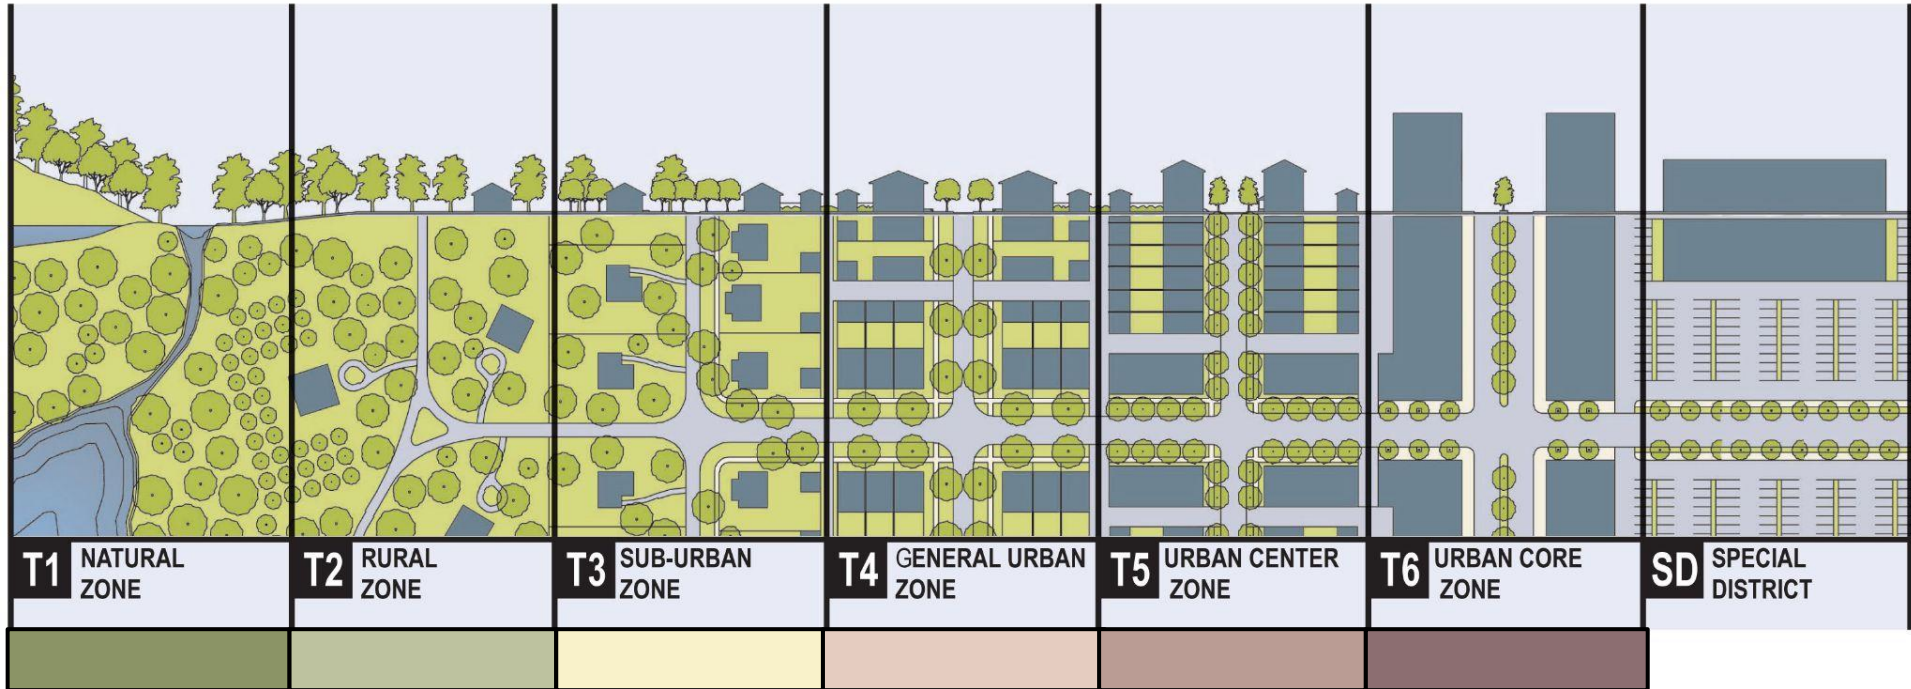 T1 NATURAL
ZONE
T2 RURAL
ZONE
T3 SUB-URBAN
ZONE
T4 GENERAL URBAN
ZONE
T5 URBAN CENTER
ZONE
T6 URBAN CORE
ZONE
SD SPECIAL
DISTRICT